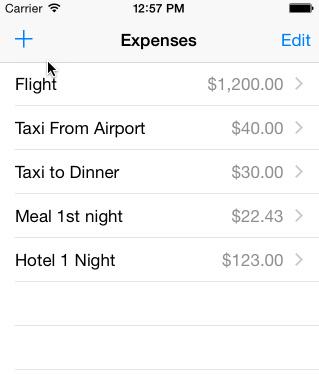 Carrier 12:57 PM
+ Expenses Edit
Flight $1,200.00
Taxi From Airport $40.00
Taxi to Dinner $30.00
Meal 1st night $22.43
Hotel 1 Night $123.00